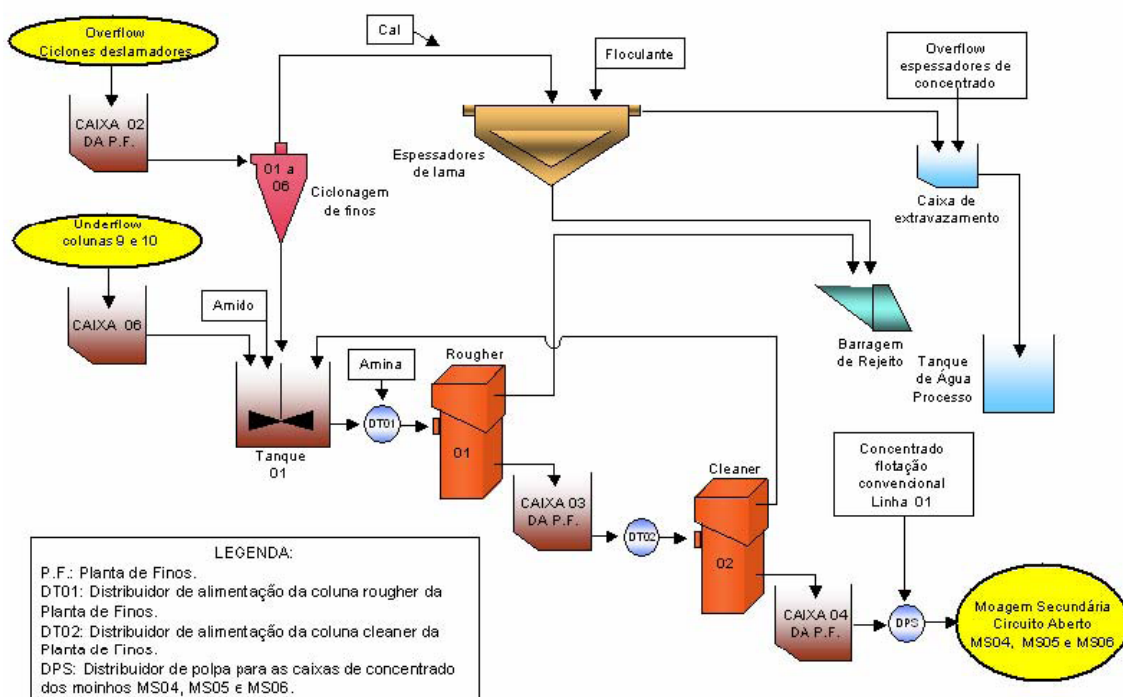 Overflow
Ciclones deslamadores
CAIXA 02
DA P.F.
01 a
06
Ciclonagem
de finos
Cal
Floculante
Espessadores
de lama
Overflow
espessadores de
concentrado
Caixa de
extravazamento
Underflow
colunas 9 e 10
CAIXA 06
Amido
Tanque
01
Amina
DT01
Rougher
01
Barragem
de Rejeito
Tanque
de Água
Processo
CAIXA 03
DA P.F.
DT02
Cleaner
02
Concentrado
flotação
convencional
Linha 01
CAIXA 04
DA P.F.
DPS
Moagem Secundária
Circuito Aberto
MS04, MS05 e MS06
LEGENDA:
P.F.: Planta de Finos.
DT01: Distribuidor de alimentação da coluna rougher da
Planta de Finos.
DT02: Distribuidor de alimentação da coluna cleaner da
Planta de Finos.
DPS: Distribuidor de polpa para as caixas de concentrado
dos moinhos MS04, MS05 e MS06.